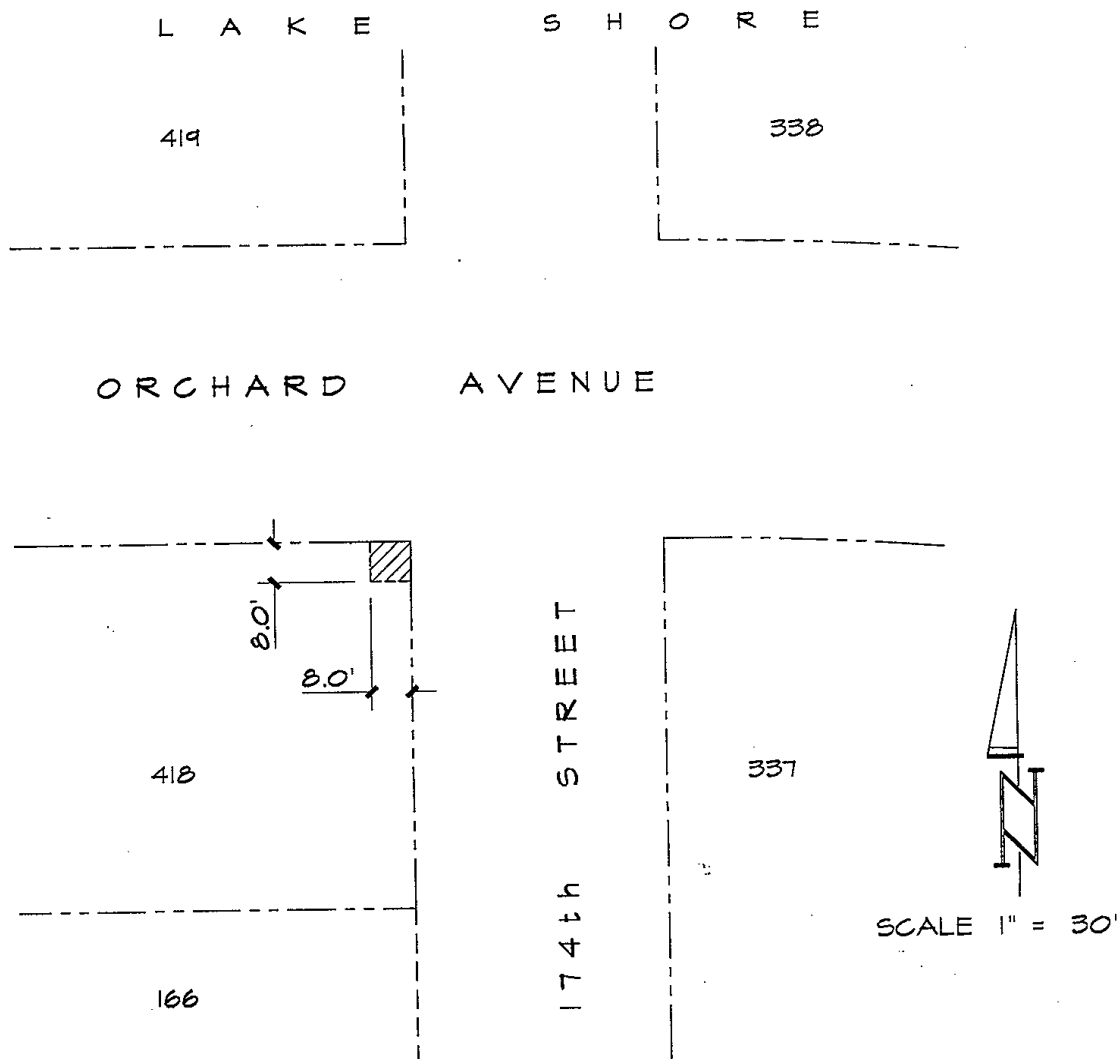 LAKE SHORE
419
338
ORCHARD AVENUE
8.0'
8.0'
418
337
174th STREET
N
SCALE 1" = 30'
166